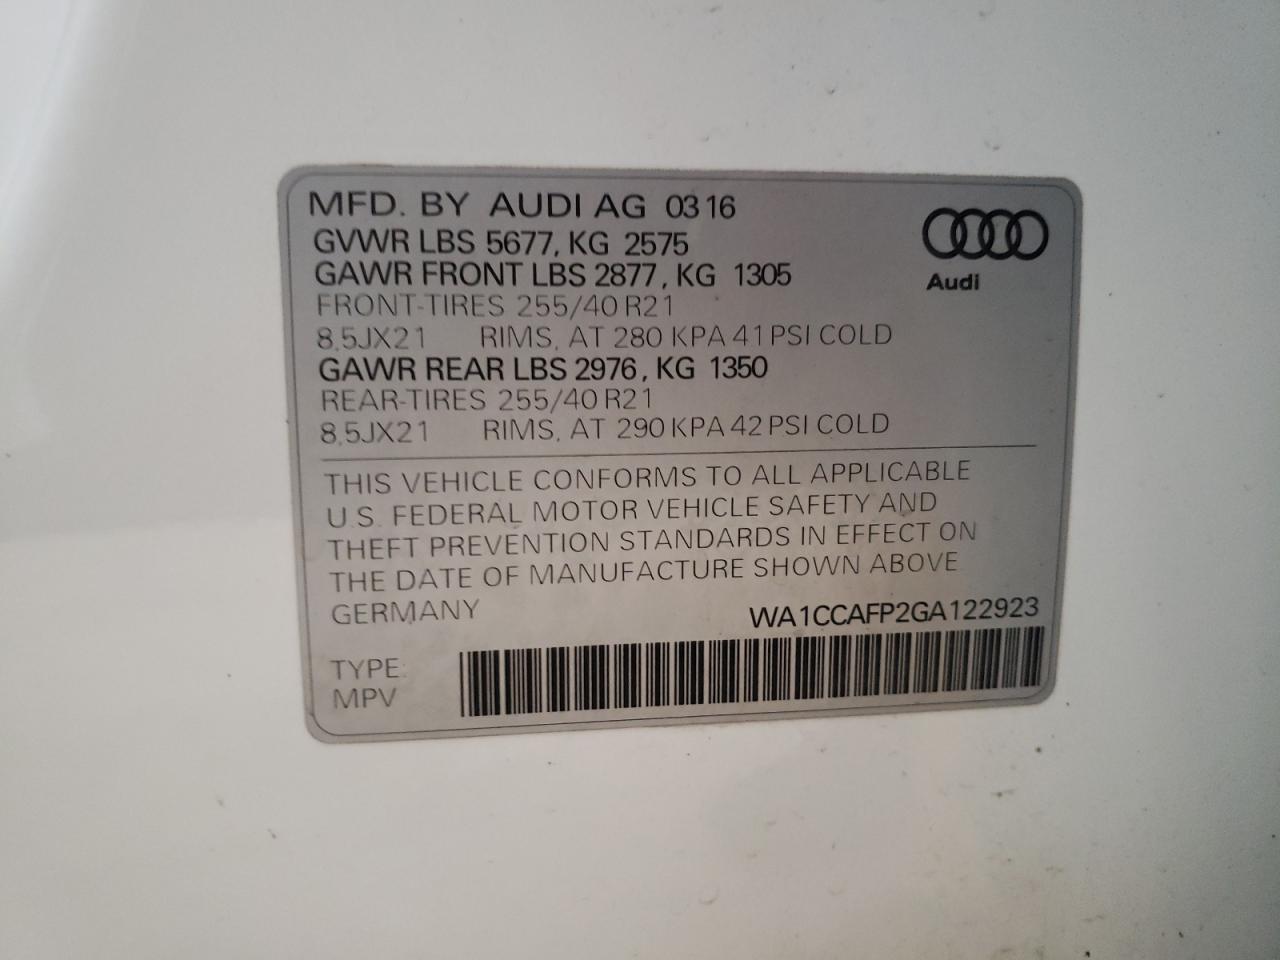 MFD. BY AUDI AG 03 16
GVWR LBS 5677, KG 2575
GAWR FRONT LBS 2877, KG 1305
FRONT-TIRES 255/40 R21
8,5JX21 RIMS, AT 280 KPA 41 PSI COLD
GAWR REAR LBS 2976, KG 1350
REAR-TIRES 255/40 R21
8,5JX21 RIMS, AT 290 KPA 42 PSI COLD
Audi
THIS VEHICLE CONFORMS TO ALL APPLICABLE
U.S. FEDERAL MOTOR VEHICLE SAFETY AND
THEFT PREVENTION STANDARDS IN EFFECT ON
THE DATE OF MANUFACTURE SHOWN ABOVE
GERMANY WA1CCAFP2GA122923
TYPE:
MPV